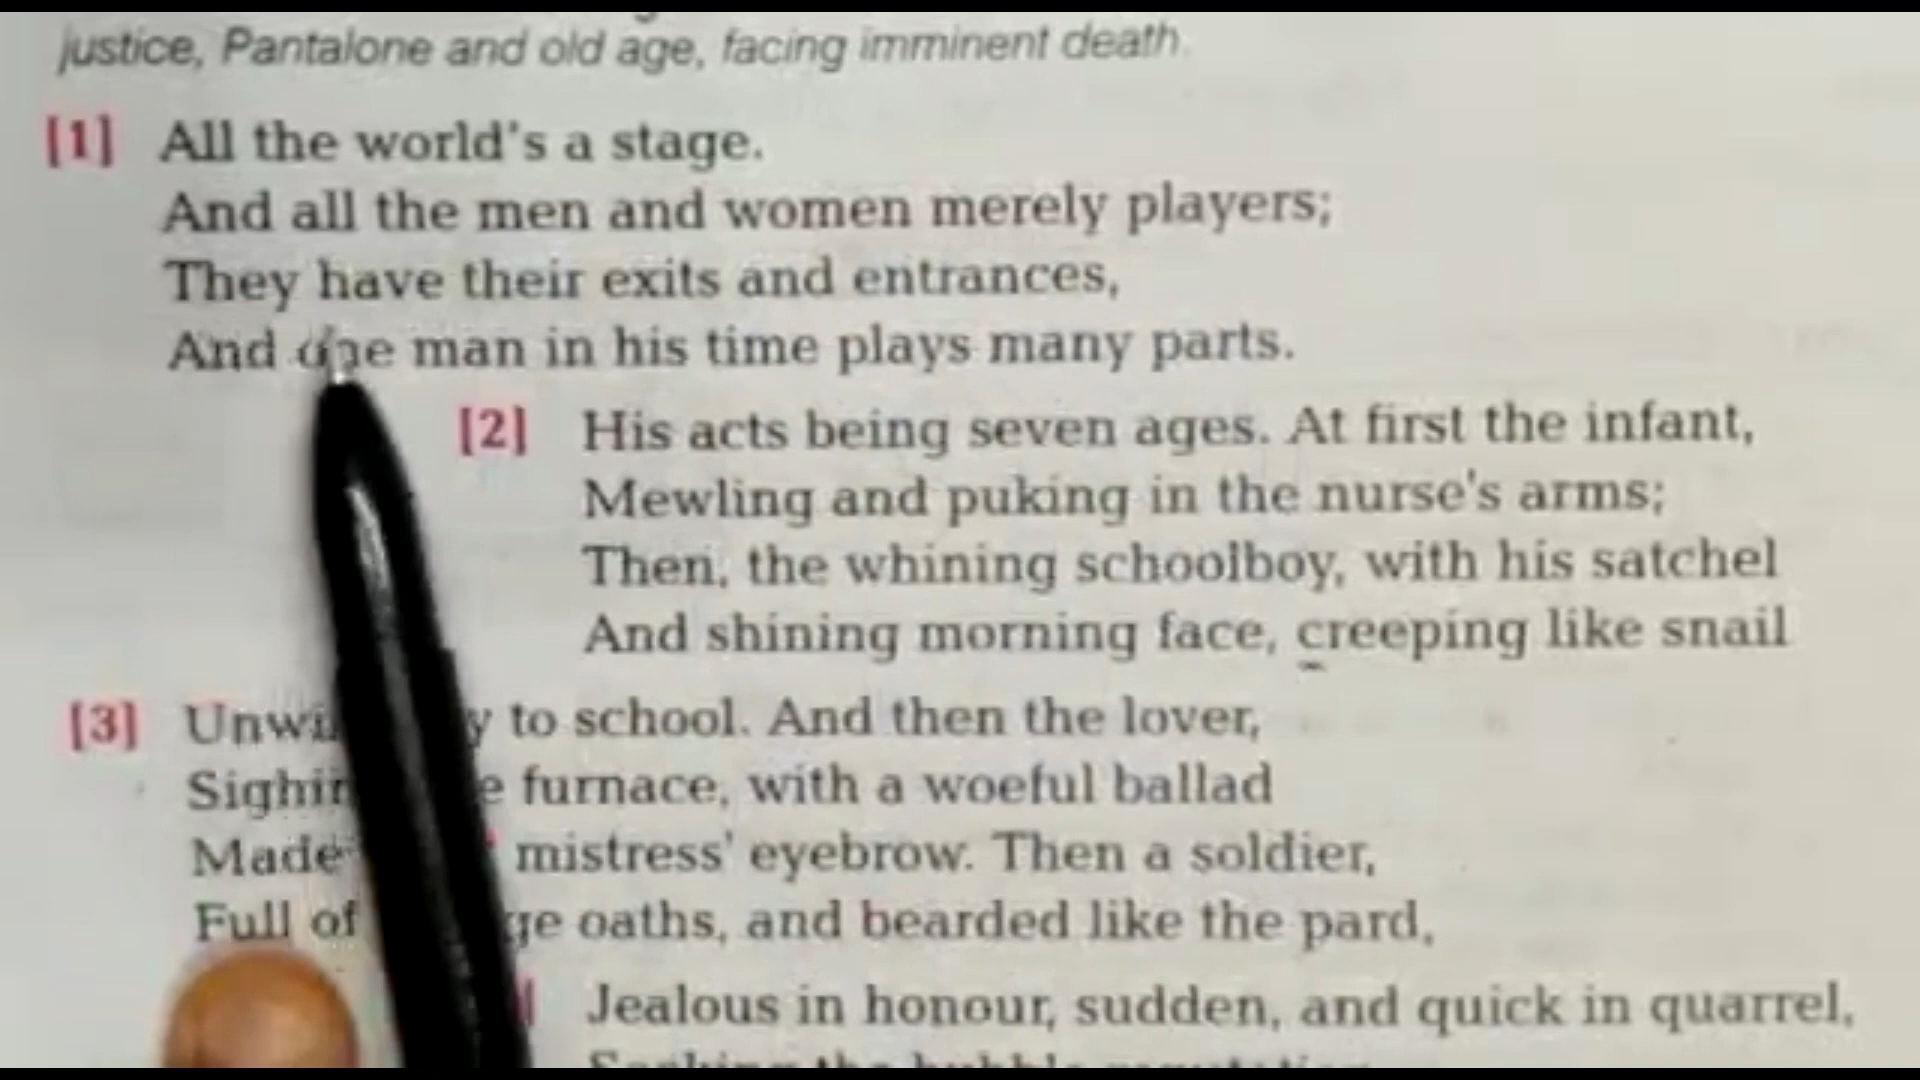 justice, Pantalone and old age, facing imminent death.
[1] All the world's a stage.
And all the men and women merely players;
They have their exits and entrances,
And one man in his time plays many parts.
[2] His acts being seven ages. At first the infant,
Mewling and puking in the nurse's arms;
Then, the whining schoolboy, with his satchel
And shining morning face, creeping like snail
[3] to school. And then the lover,
furnace, with a woeful ballad
Made mistress' eyebrow. Then a soldier,
Full of oaths, and bearded like the pard,
Jealous in honour, sudden, and quick in quarrel,